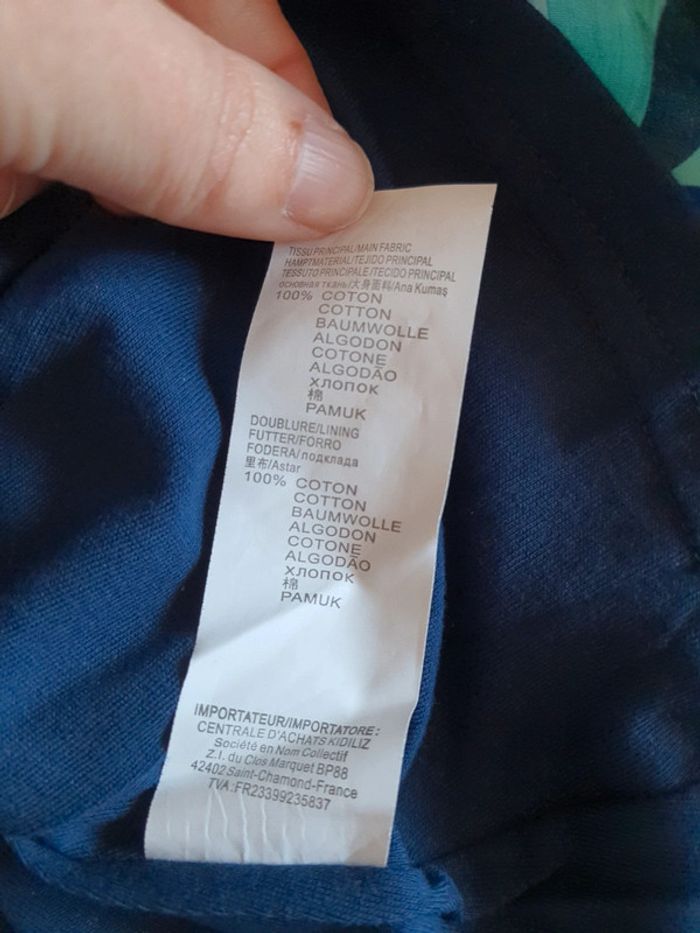 TISSU PRINCIPAL/MAIN FABRIC
HAMPTMATERIAL/TEJIDO PRINCIPAL
TESSUTO PRINCIPALE/TECIDO PRINCIPAL
основная ткань/大身面料/Ana Kumaş
100% COTON
COTTON
BAUMWOLLE
ALGODON
COTONE
ALGODÃO
хлопок
棉
PAMUK
DOUBLURE/LINING
FUTTER/FORRO
FODERA/подклада
里布/Astar
100% COTON
COTTON
BAUMWOLLE
ALGODON
COTONE
ALGODÃO
хлопок
棉
PAMUK
IMPORTATEUR/IMPORTATORE:
CENTRALE D'ACHATS KIDILIZ
Société en Nom Collectif
Z.I. du Clos Marquet BP88
42402 Saint-Chamond-France
TVA:FR23399235837